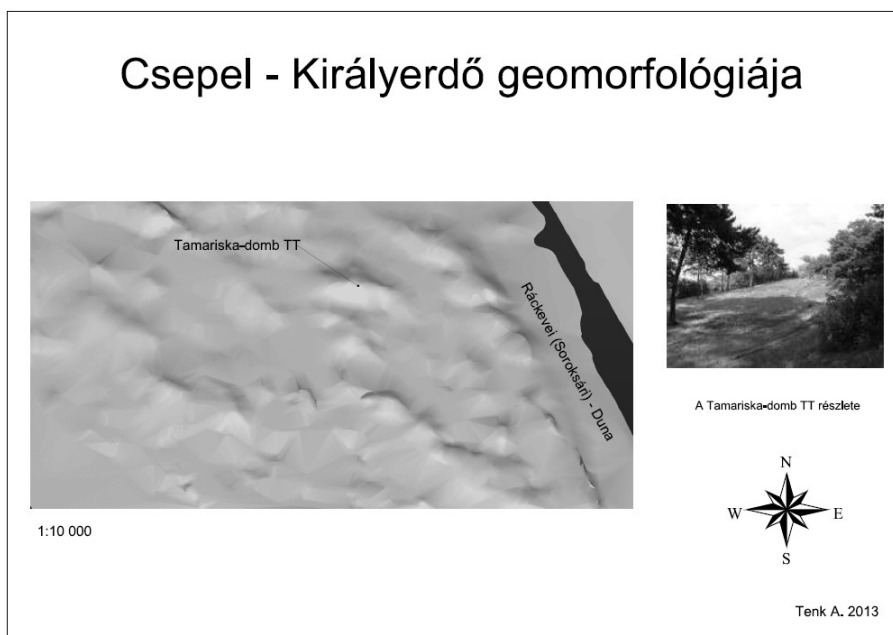 Csepel - Királyerdő geomorfológiája
Tamariska-domb TT
Ráckevei (Soroksári) - Duna
A Tamariska-domb TT részlete
N
W
E
S
1:10 000
Tenk A. 2013